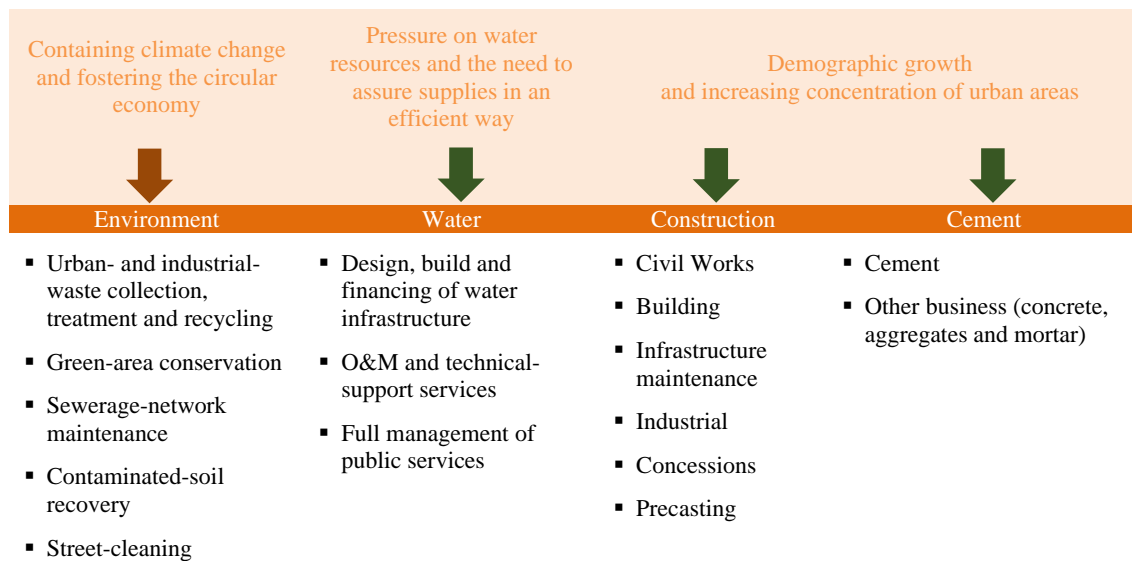 Containing climate change
and fostering the circular
economy
Pressure on water
resources and the need to
assure supplies in an
efficient way
Demographic growth
and increasing concentration of urban areas
Environment
Water
Construction
Cement
▪ Urban- and industrial-
waste collection,
treatment and recycling
▪ Green-area conservation
▪ Sewerage-network
maintenance
▪ Contaminated-soil
recovery
▪ Street-cleaning
▪ Design, build and
financing of water
infrastructure
▪ O&M and technical-
support services
▪ Full management of
public services
▪ Civil Works
▪ Building
▪ Infrastructure
maintenance
▪ Industrial
▪ Concessions
▪ Precasting
▪ Cement
▪ Other business (concrete,
aggregates and mortar)